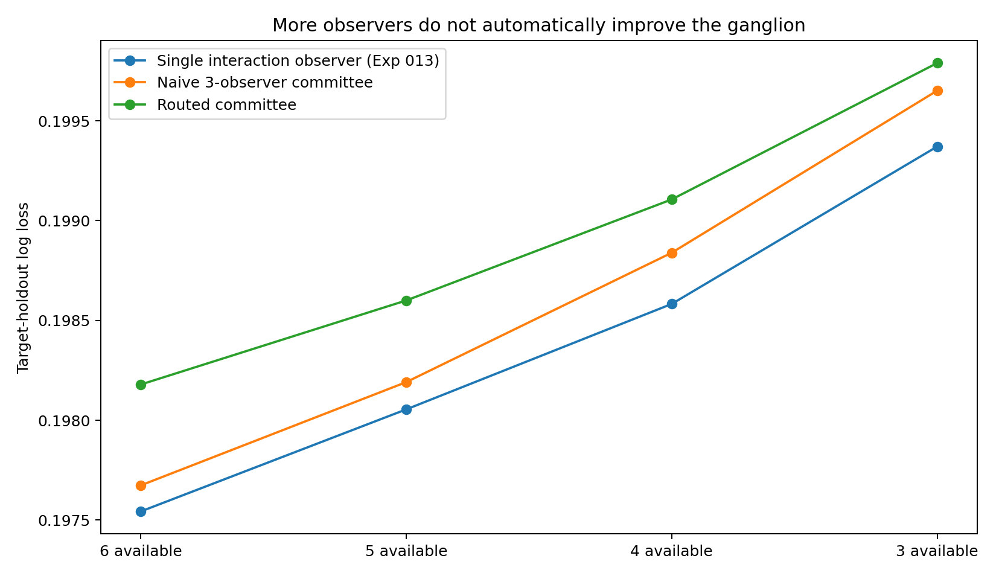 More observers do not automatically improve the ganglion
Single interaction observer (Exp 013)
Naive 3-observer committee
Routed committee
Target-holdout log loss
0.1995
0.1990
0.1985
0.1980
0.1975
6 available
5 available
4 available
3 available